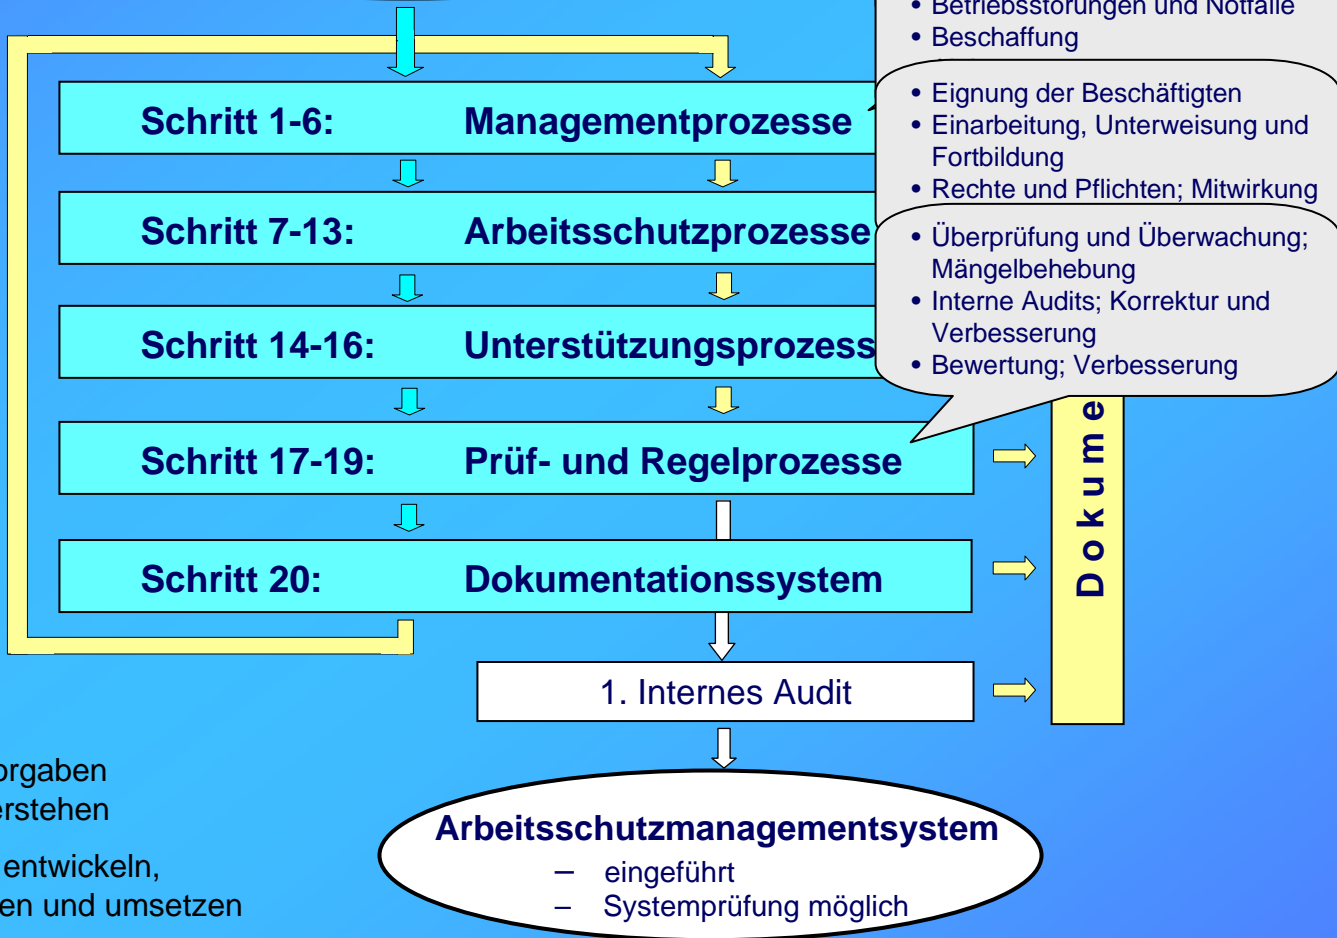 • Betriebsstörungen und Notfälle
• Beschaffung
• Eignung der Beschäftigten
• Einarbeitung, Unterweisung und
Fortbildung
• Rechte und Pflichten; Mitwirkung
• Überprüfung und Überwachung;
Mängelbehebung
• Interne Audits; Korrektur und
Verbesserung
• Bewertung; Verbesserung
Schritt 1-6: Managementprozesse
Schritt 7-13: Arbeitsschutzprozesse
Schritt 14-16: Unterstützungsprozess
Schritt 17-19: Prüf- und Regelprozesse
Schritt 20: Dokumentationssystem
Dokume
1. Internes Audit
orgaben
erstehen
entwickeln,
en und umsetzen
Arbeitsschutzmanagementsystem
– eingeführt
– Systemprüfung möglich